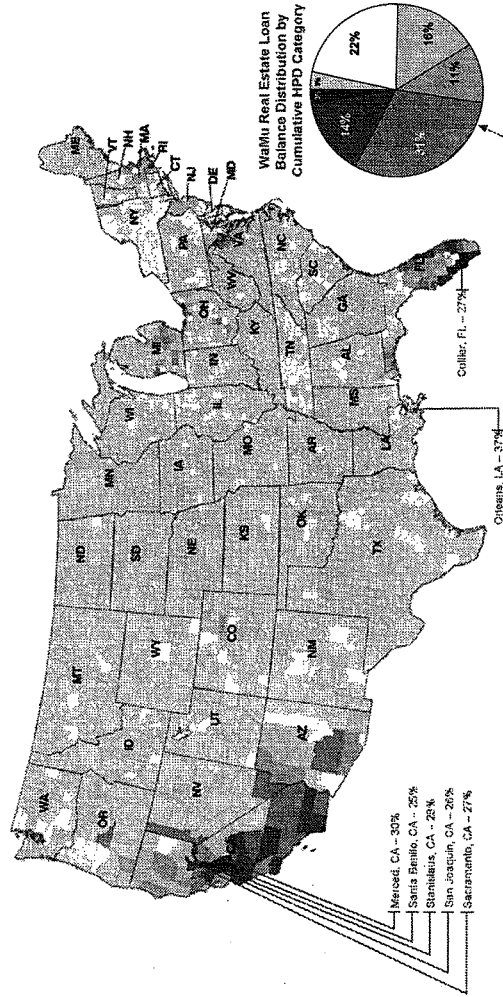 WaMu Real Estate Loan
Balance Distribution by
Cumulative HPD Category
22%
16%
11%
31%
14%
WA
OR
ID
MT
WY
NV
UT
CO
AZ
NM
ND
SD
NE
KS
OK
TX
MN
IA
MO
AR
LA
WI
IL
MI
IN
OH
KY
TN
MS
AL
GA
FL
SC
NC
VA
WV
PA
NY
ME
VT
NH
MA
RI
CT
NJ
DE
MD
Merced, CA – 30%
Santa Benito, CA – 25%
Stanislaus, CA – 29%
San Joaquin, CA – 26%
Sacramento, CA – 27%
Orleans, LA – 37%
Collier, FL – 27%